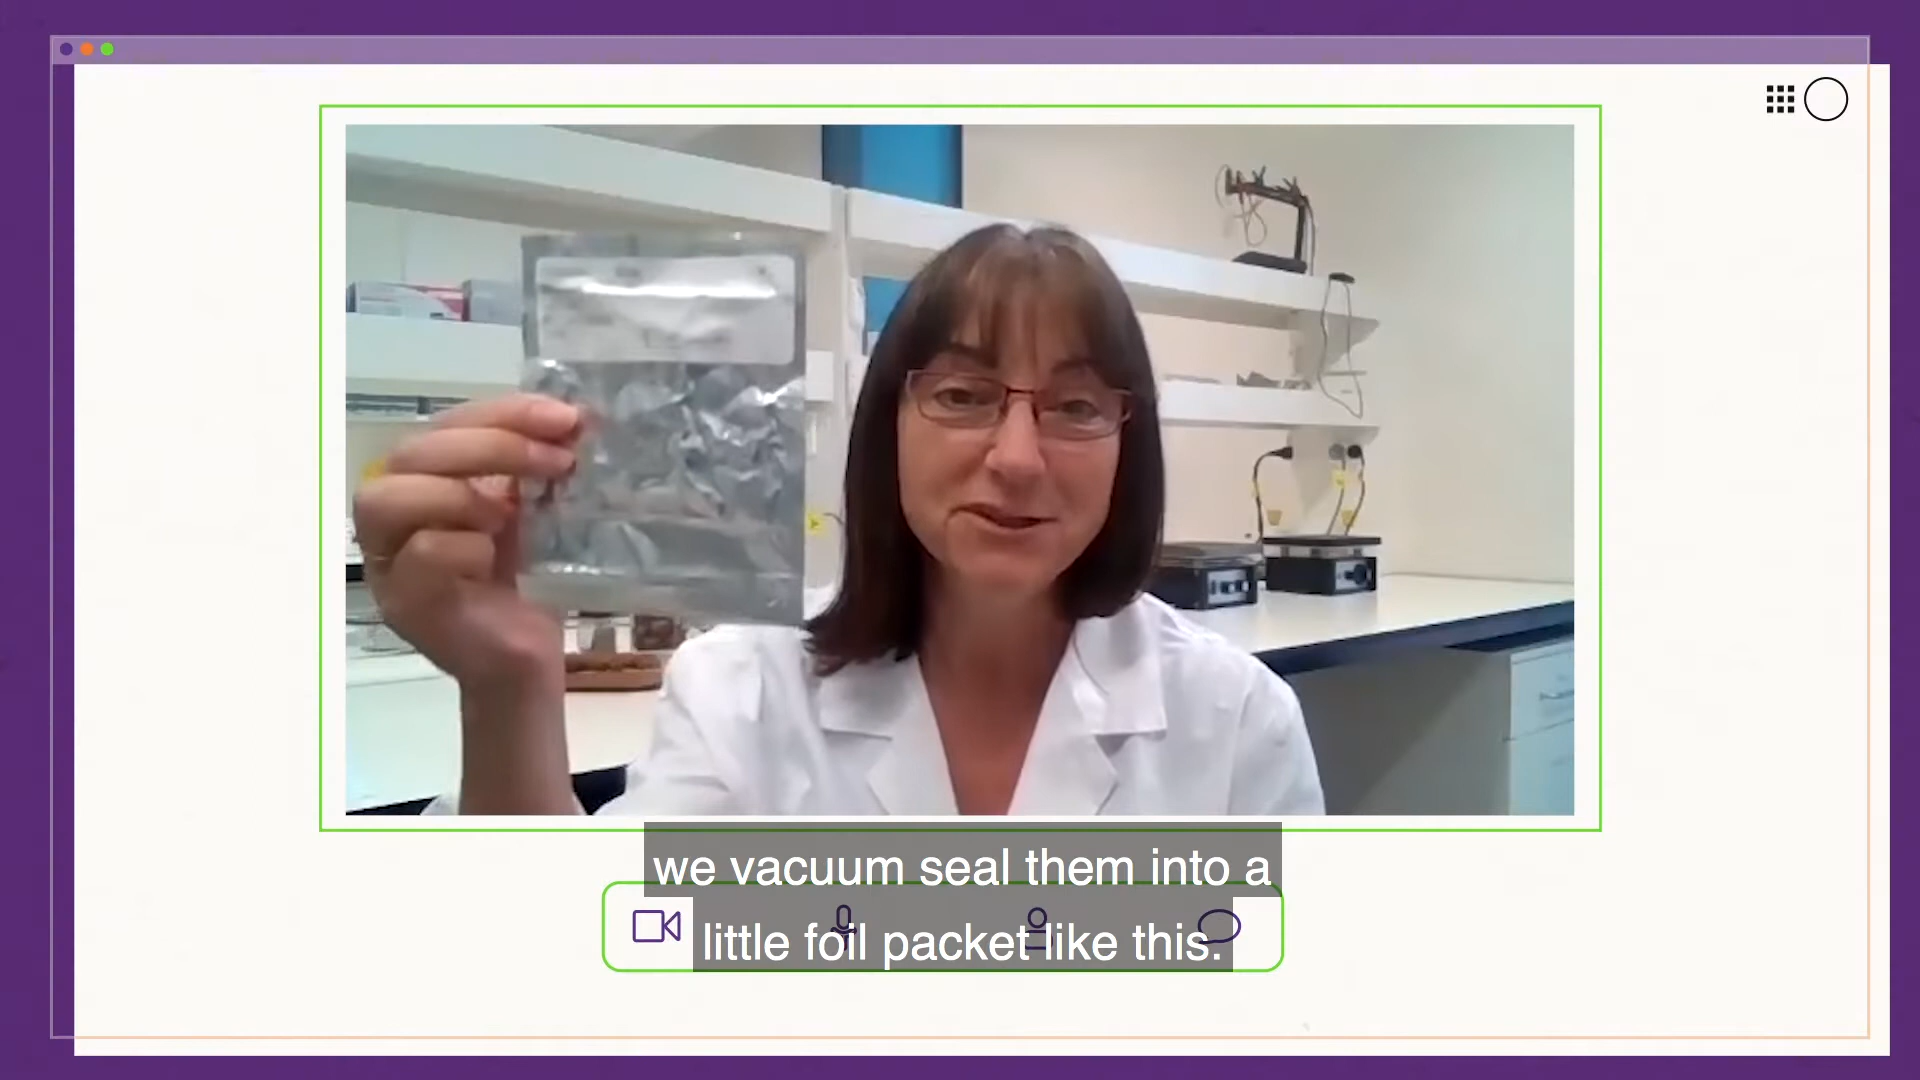 we vacuum seal them into a
little foil packet like this.